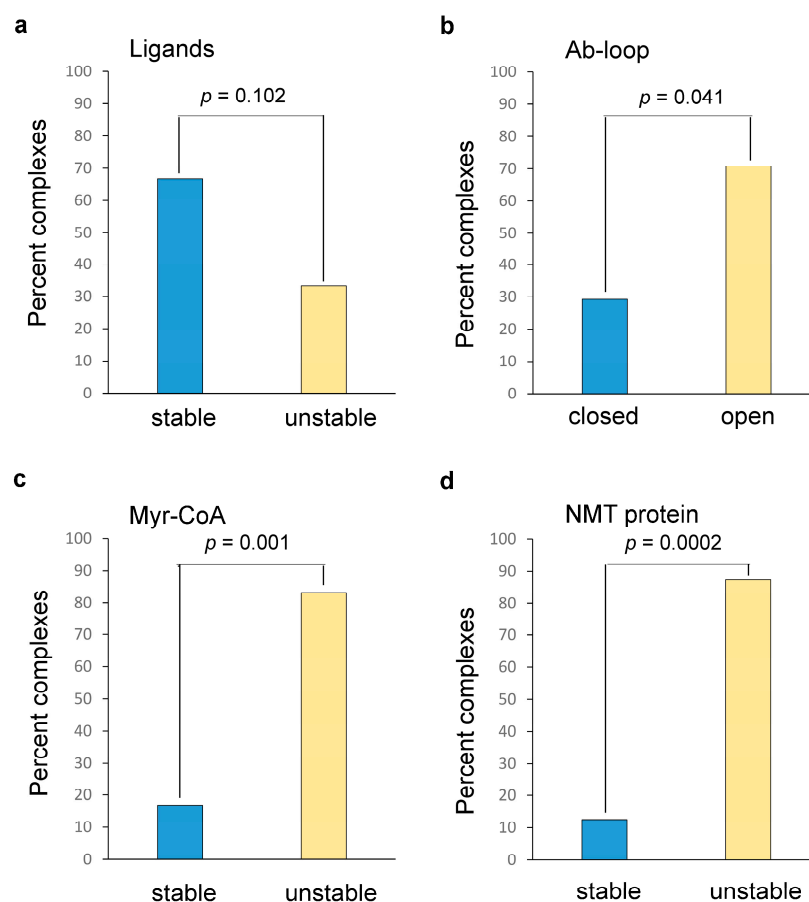 a
Ligands
p = 0.102
Percent complexes
100
90
80
70
60
50
40
30
20
10
0
stable unstable
b
Ab-loop
p = 0.041
Percent complexes
100
90
80
70
60
50
40
30
20
10
0
closed open
c
Myr-CoA
p = 0.001
Percent complexes
100
90
80
70
60
50
40
30
20
10
0
stable unstable
d
NMT protein
p = 0.0002
Percent complexes
100
90
80
70
60
50
40
30
20
10
0
stable unstable